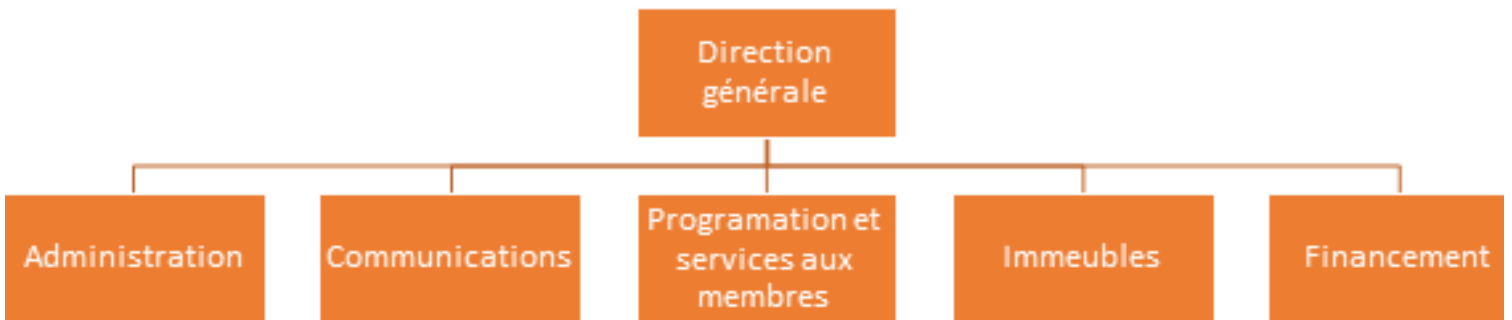 Direction
générale
Administration
Communications
Programation et
services aux
membres
Immeubles
Financement